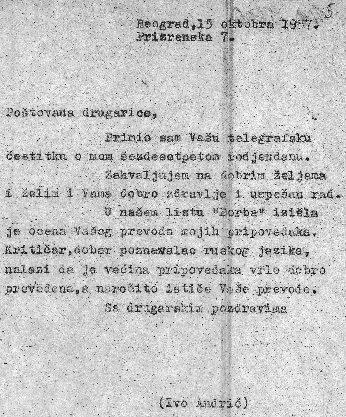 5
Beograd,15 oktobra 1957.
Prizrenska 7.
Poštovana drugarice,
Primio sam Vašu telegrafsku
čestitku o mom šezdesetpetom rodjendanu.
Zahvaljujem na dobrim željama
i želim i Vama dobro zdravlje i uspešan rad.
U našem listu "Borba" izišla
je ocena Vašeg prevoda mojih pripovedaka.
Kritičar,dobar poznavalac ruskog jezika,
nalazi da je većina pripovedaka vrlo dobro
prevedena,a naročito ističe Vaše prevode.
Sa drugarskim pozdravima
(Ivo Andrić)